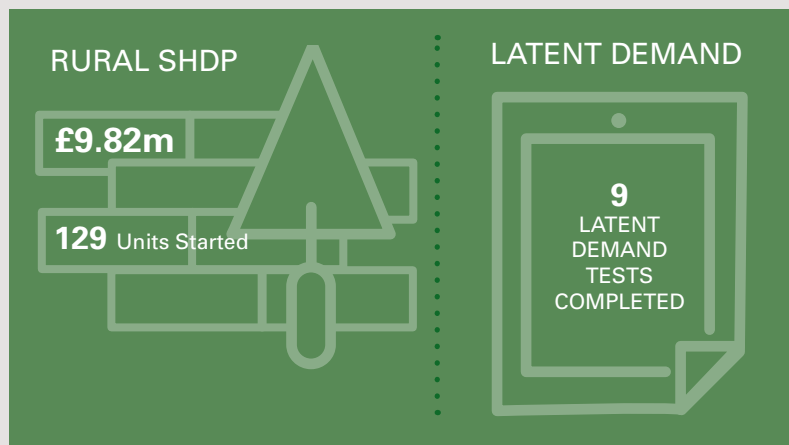 RURAL SHDP
£9.82m
129 Units Started
LATENT DEMAND
9
LATENT
DEMAND
TESTS
COMPLETED